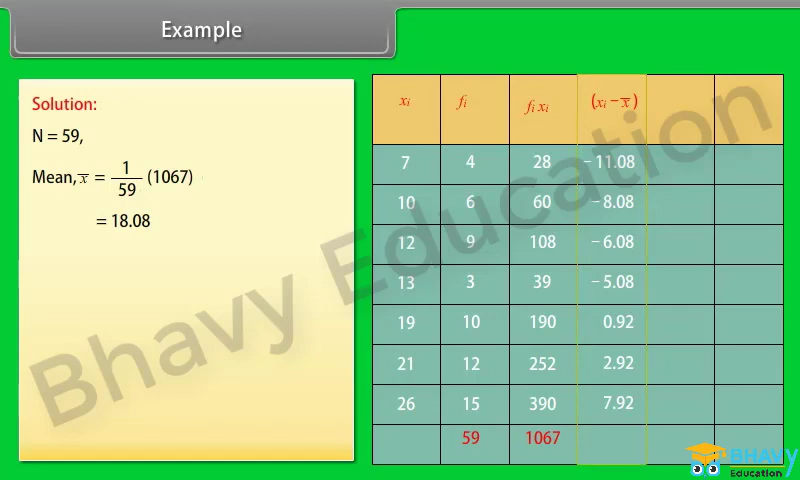 Example
Solution:
N = 59,
Mean, x̄ = 1/59 (1067)
= 18.08
xᵢ fᵢ fᵢ xᵢ (xᵢ – x̄)
7 4 28 – 11.08
10 6 60 – 8.08
12 9 108 – 6.08
13 3 39 – 5.08
19 10 190 0.92
21 12 252 2.92
26 15 390 7.92
59 1067
Bhavy Education
BHAVy
Education